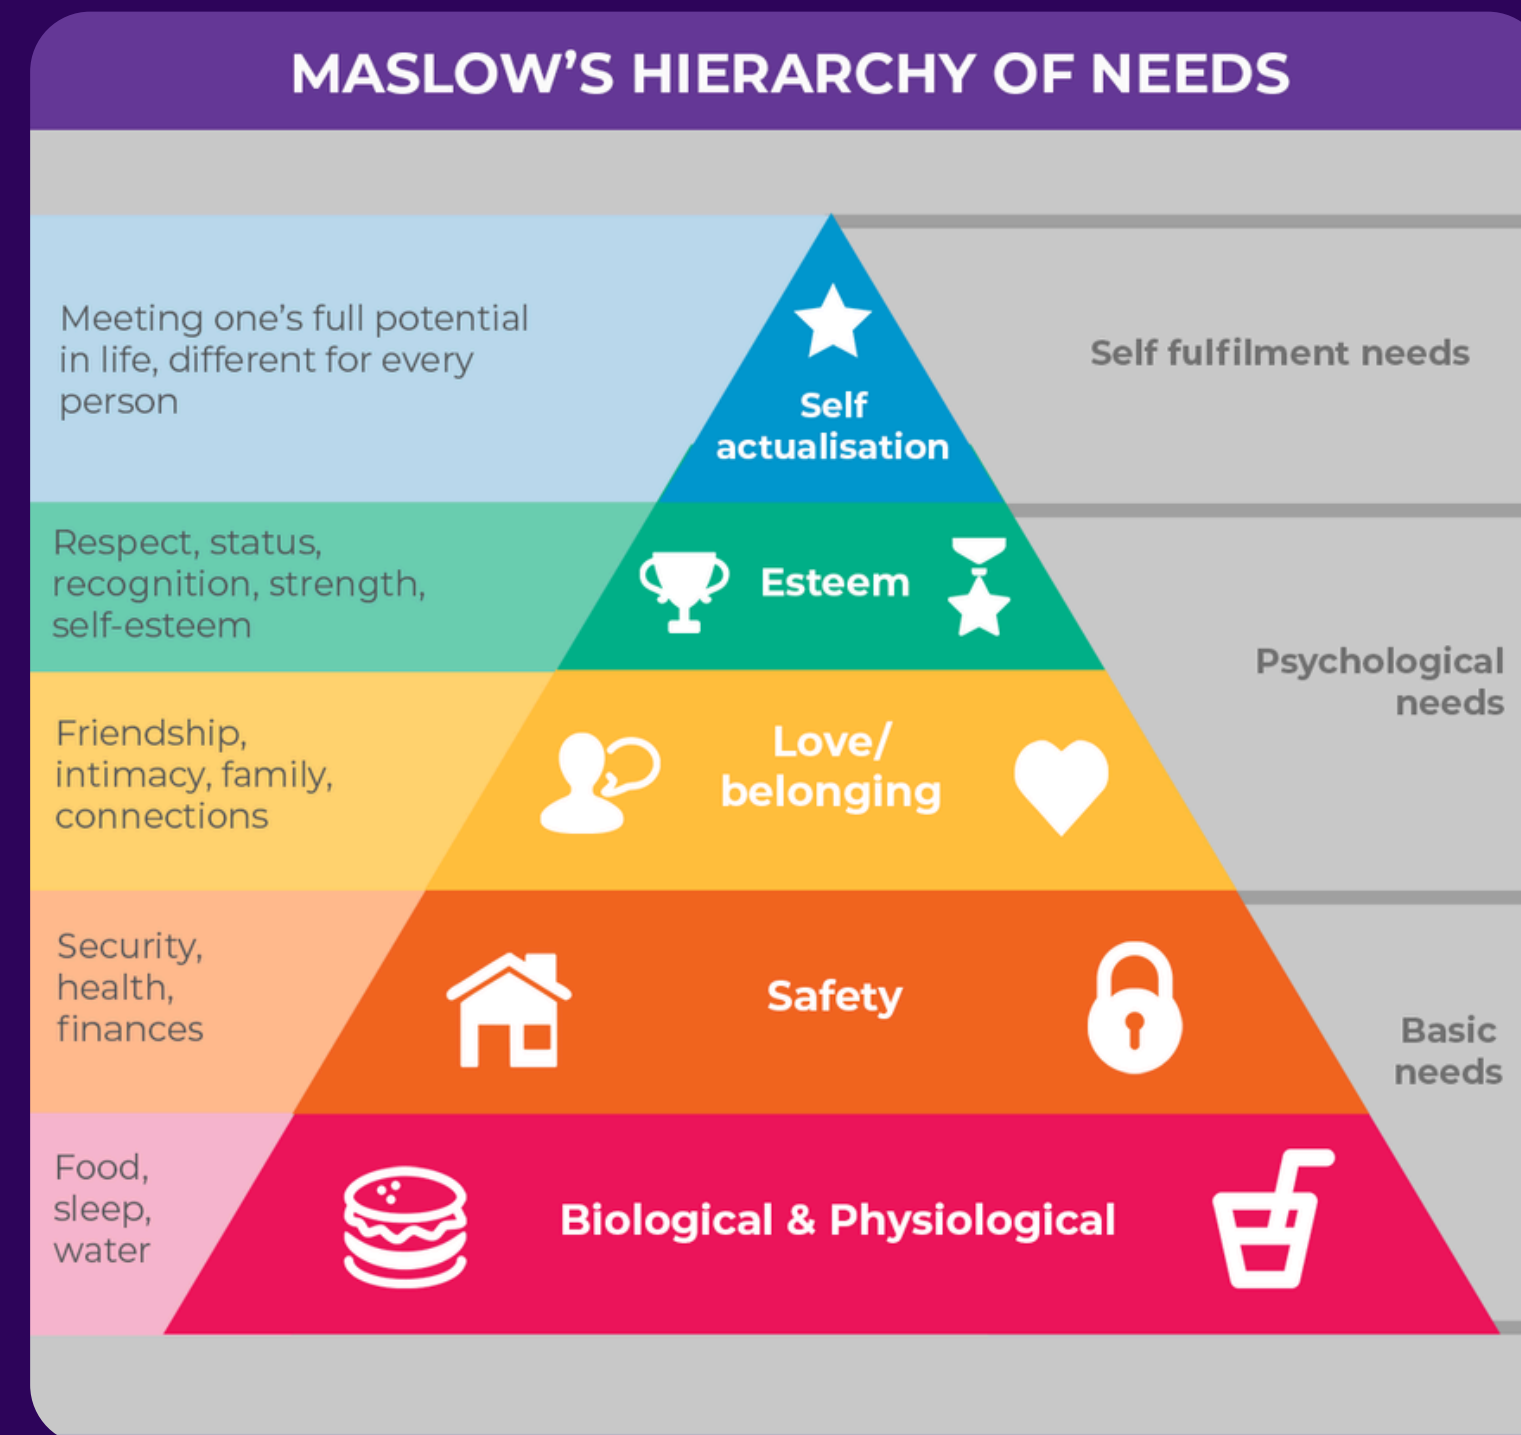 MASLOW’S HIERARCHY OF NEEDS
Meeting one’s full potential
in life, different for every
person
Self
actualisation
Self fulfilment needs
Respect, status,
recognition, strength,
self-esteem
Esteem
Psychological
needs
Friendship,
intimacy, family,
connections
Love/
belonging
Security,
health,
finances
Safety
Basic
needs
Food,
sleep,
water
Biological & Physiological